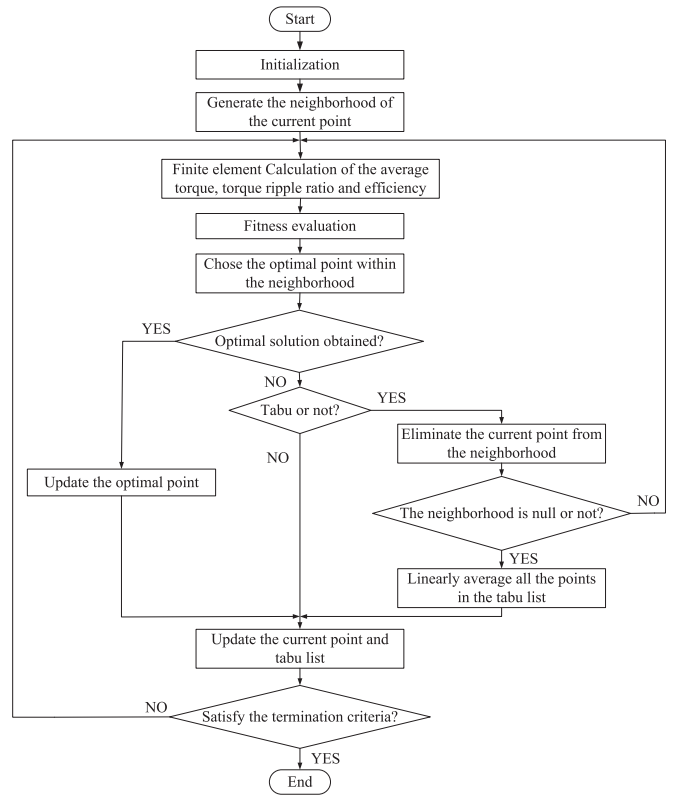 Start
Initialization
Generate the neighborhood of
the current point
Finite element Calculation of the average
torque, torque ripple ratio and efficiency
Fitness evaluation
Chose the optimal point within
the neighborhood
YES
Optimal solution obtained?
NO
Tabu or not?
YES
Eliminate the current point from
the neighborhood
NO
Update the optimal point
The neighborhood is null or not?
NO
YES
Linearly average all the points
in the tabu list
Update the current point and
tabu list
NO
Satisfy the termination criteria?
YES
End